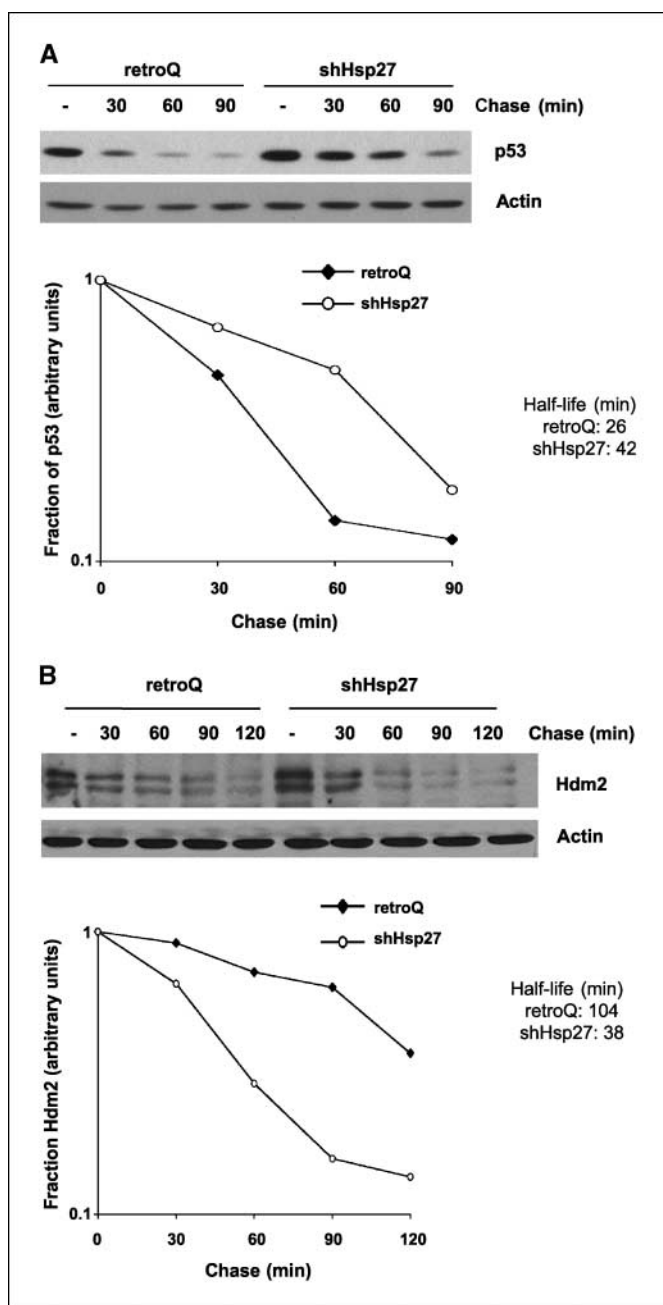 A
retroQ shHsp27
- 30 60 90 - 30 60 90 Chase (min)
p53
Actin
retroQ
shHsp27
Fraction of p53 (arbitrary units)
1
0.1
0 30 60 90
Chase (min)
Half-life (min)
retroQ: 26
shHsp27: 42
B
retroQ shHsp27
- 30 60 90 120 - 30 60 90 120 Chase (min)
Hdm2
Actin
retroQ
shHsp27
Fraction Hdm2 (arbitrary units)
1
0.1
0 30 60 90 120
Chase (min)
Half-life (min)
retroQ: 104
shHsp27: 38